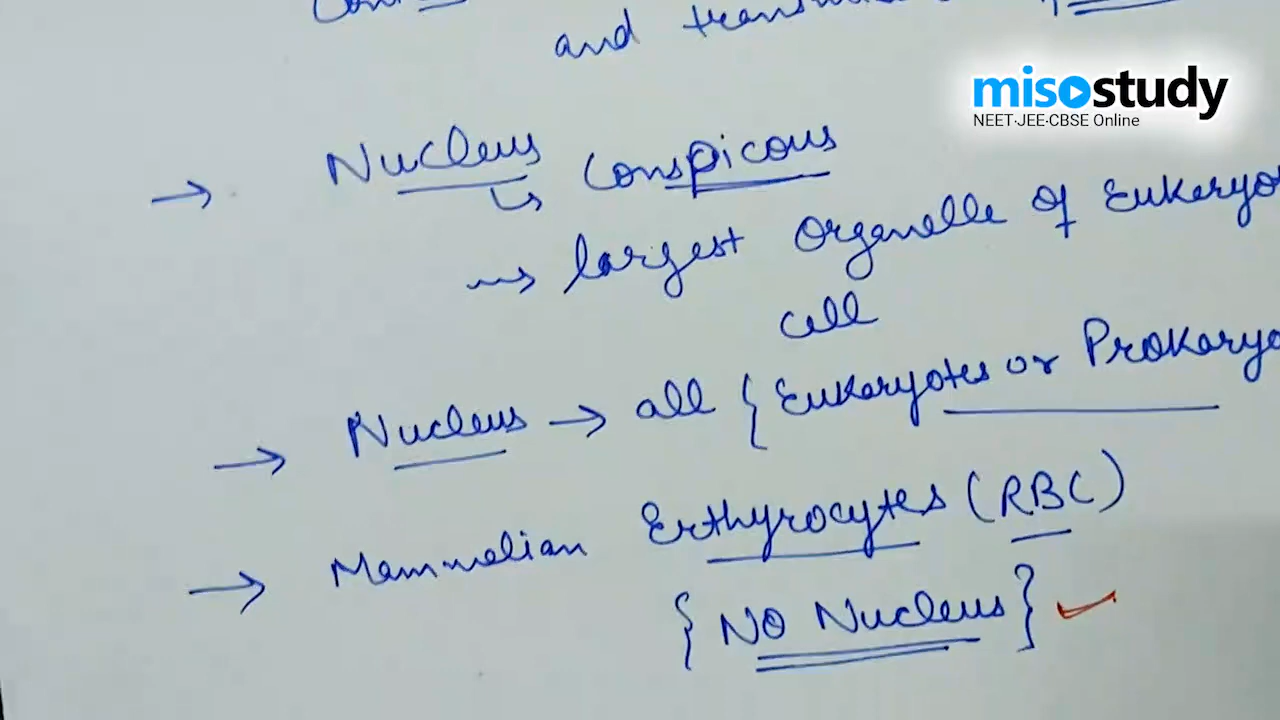 and
misostudy
NEET·JEE·CBSE Online
→ Nucleus
↳ Conspicous
→ largest Organelle of Eukaryo
cell
→ Nucleus → all { Eukaryotes or Prokaryo
→ Mammalian Erthyrocytes (RBC)
{ NO Nucleus } ✓